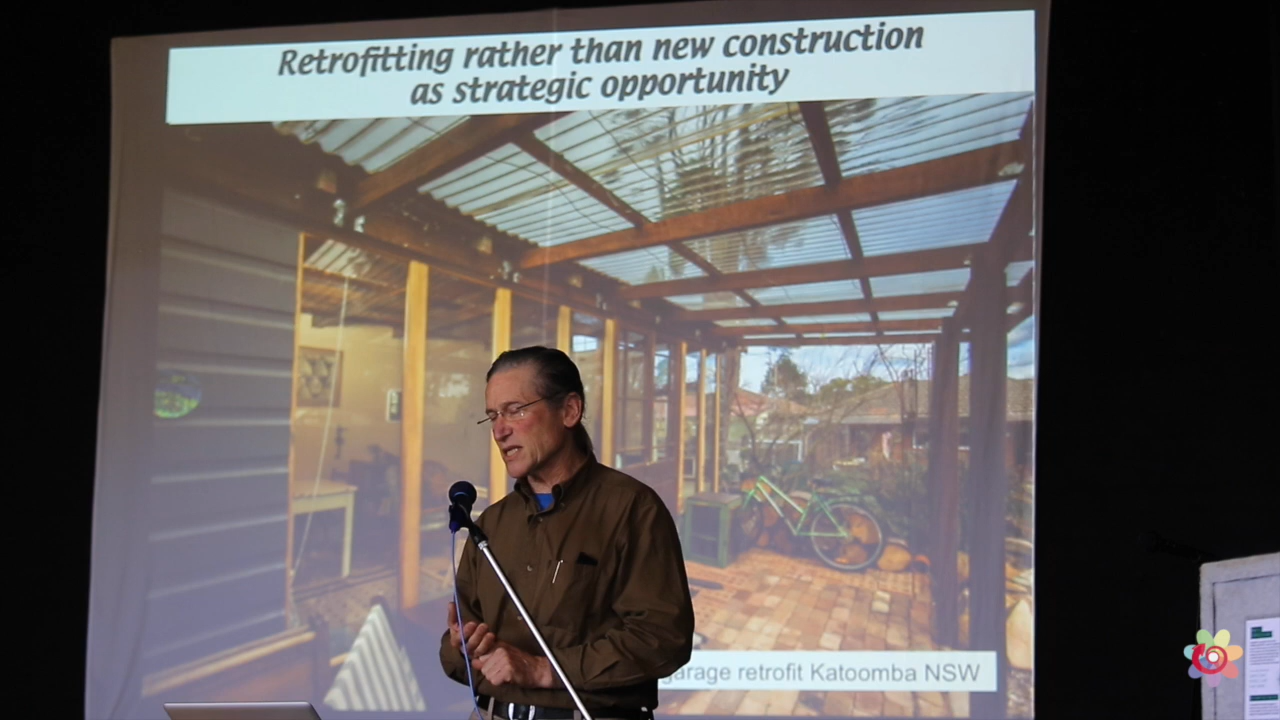 Retrofitting rather than new construction
as strategic opportunity
garage retrofit Katoomba NSW